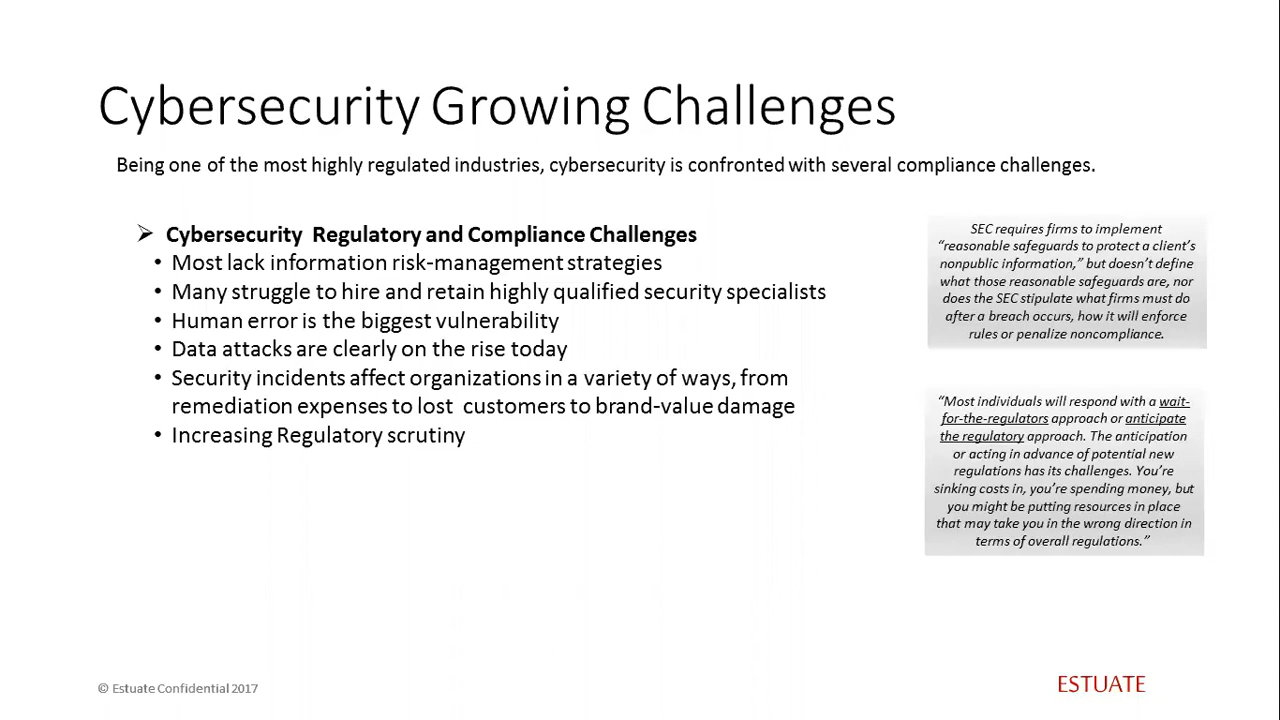 Cybersecurity Growing Challenges
Being one of the most highly regulated industries, cybersecurity is confronted with several compliance challenges.
➢ Cybersecurity Regulatory and Compliance Challenges
• Most lack information risk-management strategies
• Many struggle to hire and retain highly qualified security specialists
• Human error is the biggest vulnerability
• Data attacks are clearly on the rise today
• Security incidents affect organizations in a variety of ways, from
remediation expenses to lost customers to brand-value damage
• Increasing Regulatory scrutiny
SEC requires firms to implement
“reasonable safeguards to protect a client’s
nonpublic information,” but doesn’t define
what those reasonable safeguards are, nor
does the SEC stipulate what firms must do
after a breach occurs, how it will enforce
rules or penalize noncompliance.
“Most individuals will respond with a wait-
for-the-regulators approach or anticipate
the regulatory approach. The anticipation
or acting in advance of potential new
regulations has its challenges. You’re
sinking costs in, you’re spending money, but
you might be putting resources in place
that may take you in the wrong direction in
terms of overall regulations.”
© Estuate Confidential 2017
ESTUATE